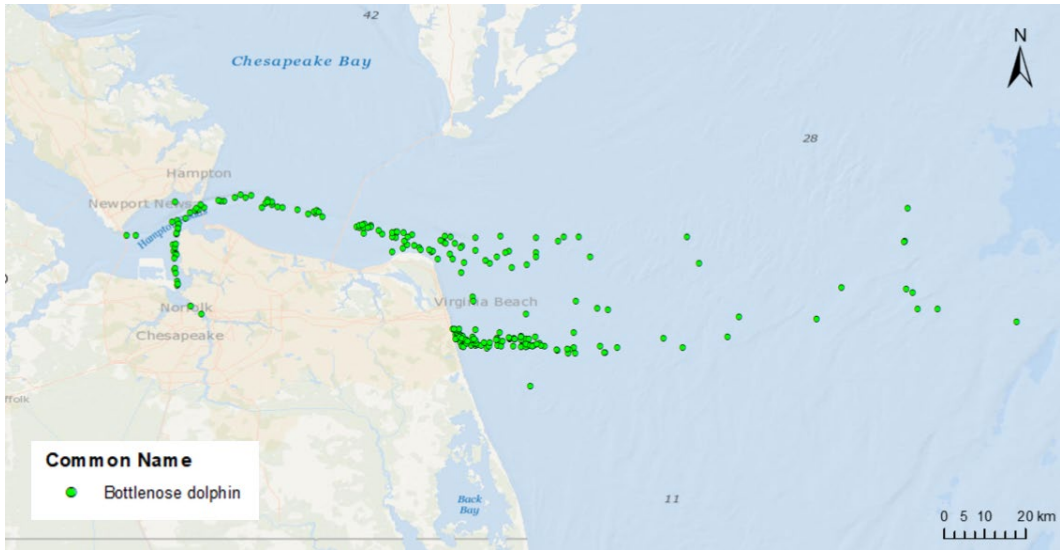 42
Chesapeake Bay
N
28
Hampton
Newport News
Norfolk
Virginia Beach
Chesapeake
folk
Common Name
Bottlenose dolphin
Back
Bay
11
0 5 10 20 km